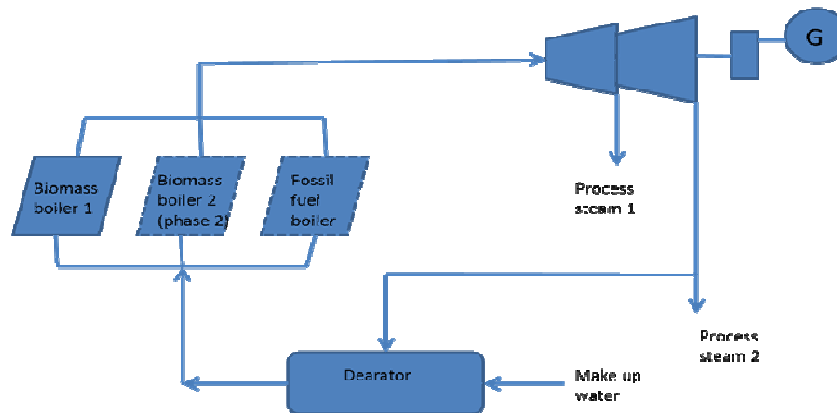 G
Biomass
boiler 1
Biomass
boiler 2
(phase 2)
Fossil
fuel
boiler
Process
steam 1
Process
steam 2
Dearator
Make up
water